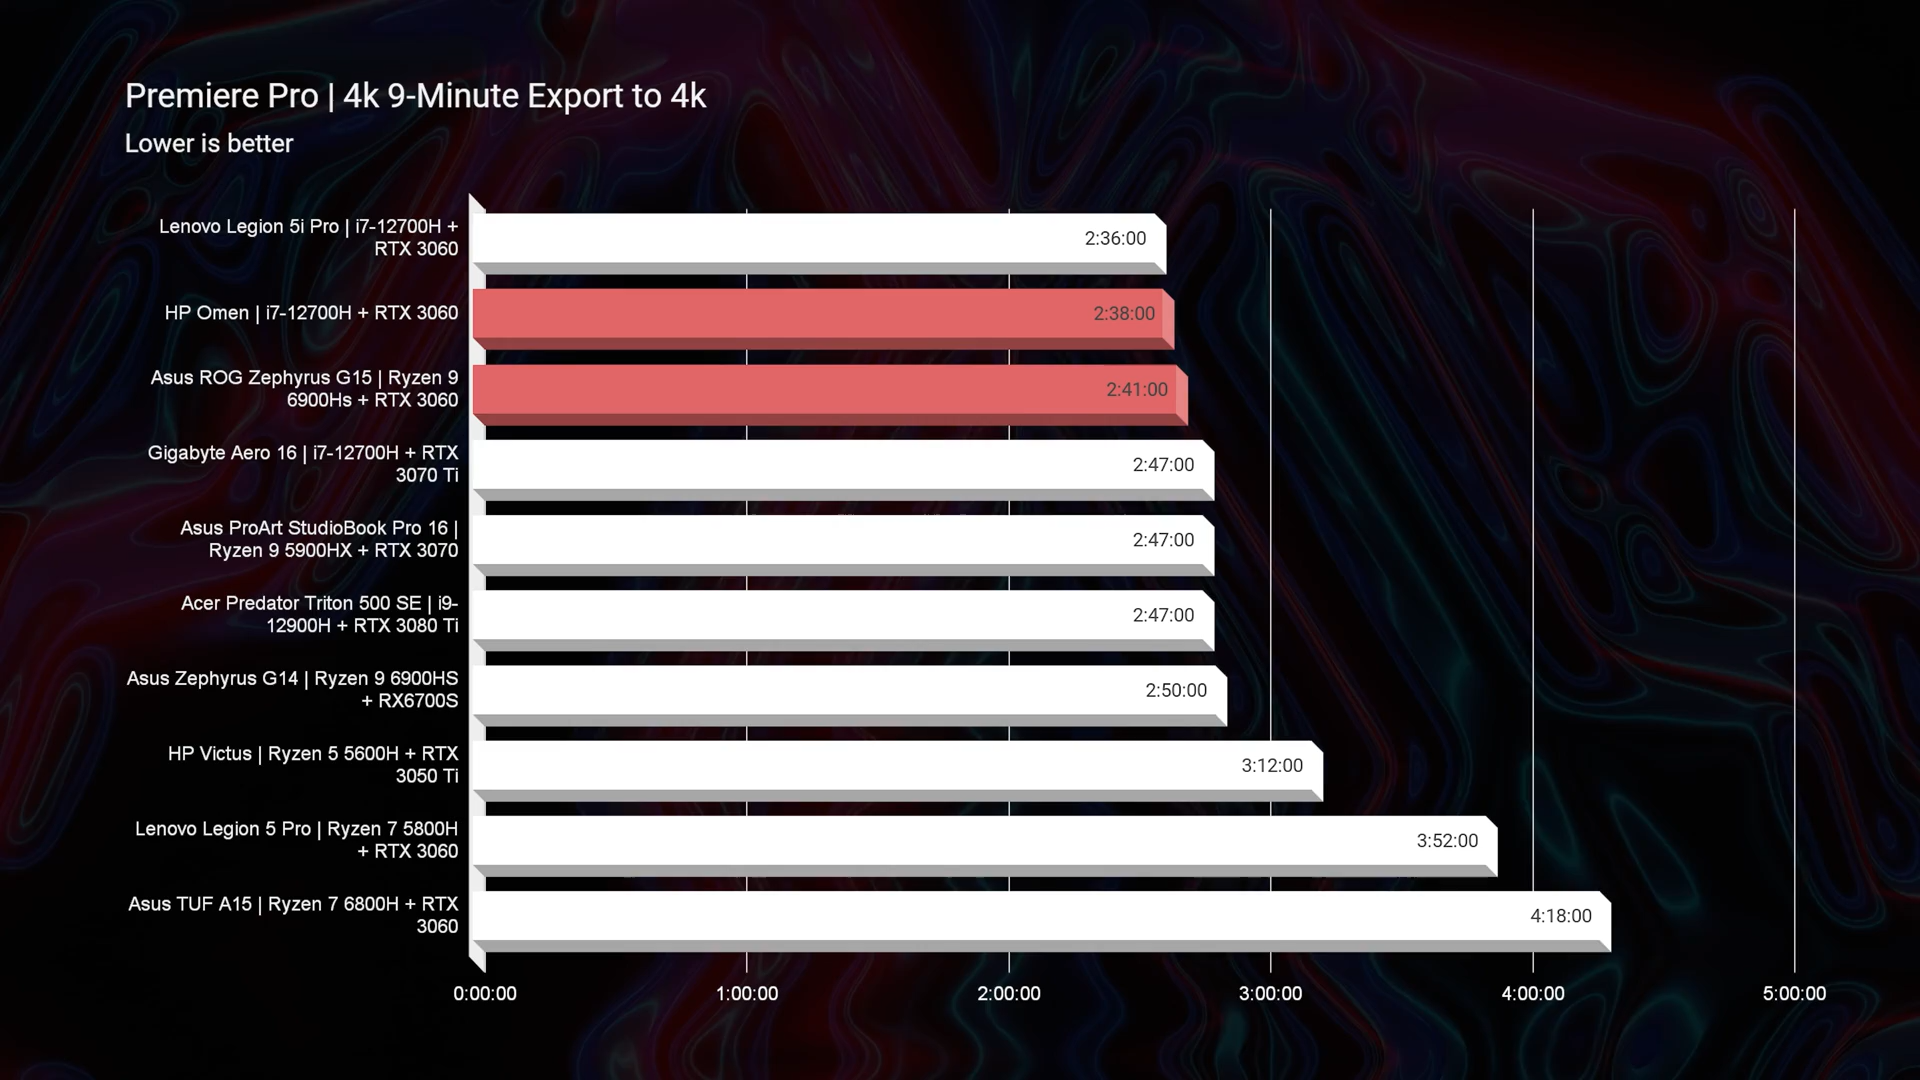 Premiere Pro | 4k 9-Minute Export to 4k
Lower is better
Lenovo Legion 5i Pro | i7-12700H +
RTX 3060
2:36:00
HP Omen | i7-12700H + RTX 3060
2:38:00
Asus ROG Zephyrus G15 | Ryzen 9
6900Hs + RTX 3060
2:41:00
Gigabyte Aero 16 | i7-12700H + RTX
3070 Ti
2:47:00
Asus ProArt StudioBook Pro 16 |
Ryzen 9 5900HX + RTX 3070
2:47:00
Acer Predator Triton 500 SE | i9-
12900H + RTX 3080 Ti
2:47:00
Asus Zephyrus G14 | Ryzen 9 6900HS
+ RX6700S
2:50:00
HP Victus | Ryzen 5 5600H + RTX
3050 Ti
3:12:00
Lenovo Legion 5 Pro | Ryzen 7 5800H
+ RTX 3060
3:52:00
Asus TUF A15 | Ryzen 7 6800H + RTX
3060
4:18:00
0:00:00 1:00:00 2:00:00 3:00:00 4:00:00 5:00:00